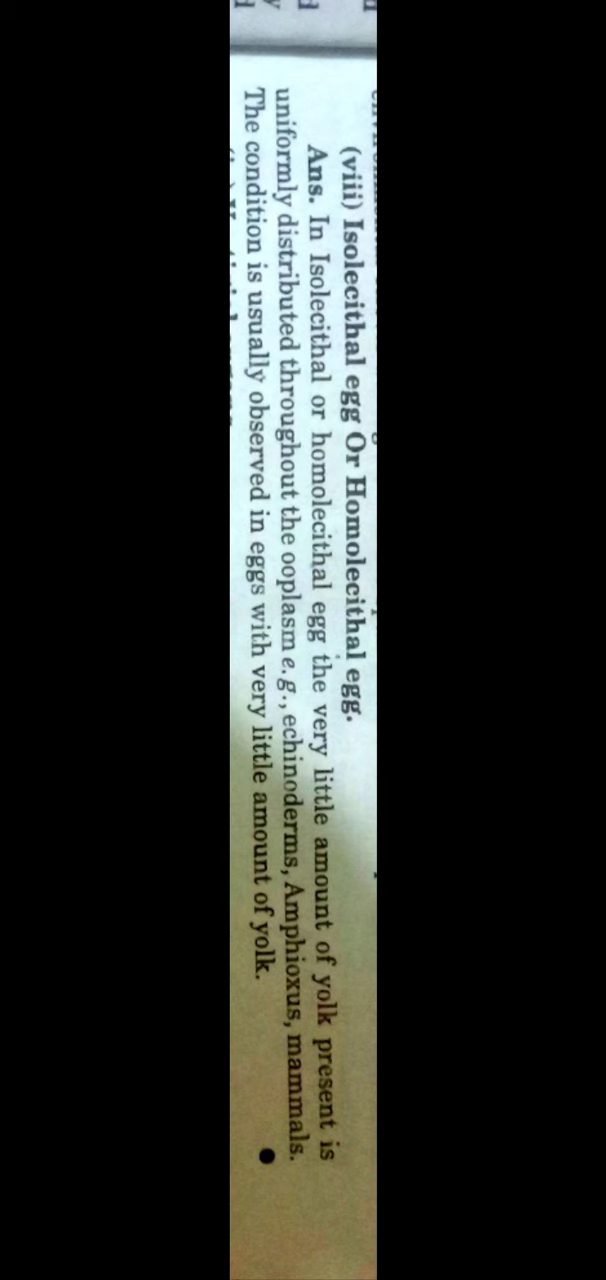 (viii) Isolecithal egg Or Homolecithal egg.
Ans. In Isolecithal or homolecithal egg the very little amount of yolk present is
uniformly distributed throughout the ooplasm e.g., echinoderms, Amphioxus, mammals.
The condition is usually observed in eggs with very little amount of yolk.